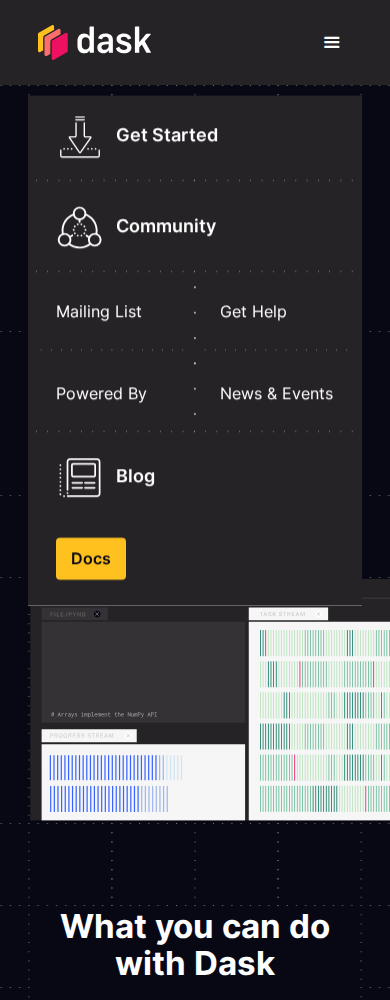 dask
Get Started
Community
Mailing List
Get Help
Powered By
News & Events
Blog
Docs
FILE.IPYNB
TASK STREAM
# Arrays implement the NumPy API
PROGRESS STREAM
What you can do
with Dask